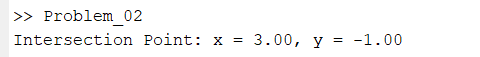 >> Problem_02
Intersection Point: x = 3.00, y = -1.00